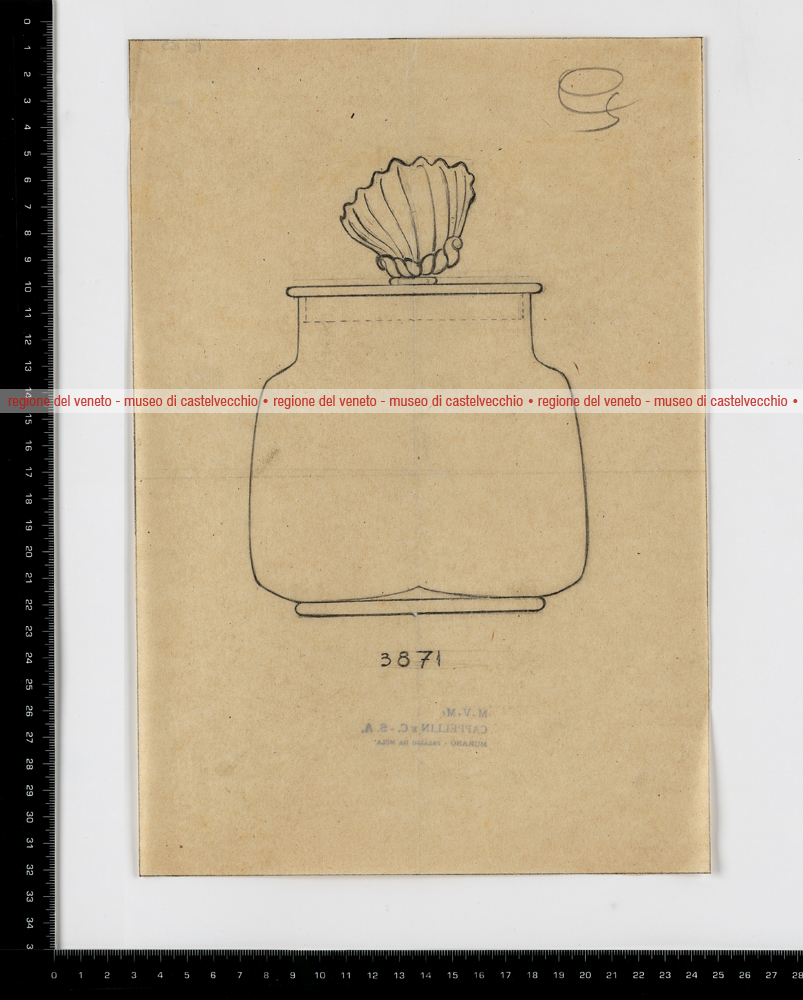 regione del veneto - museo di castelvecchio • regione del veneto - museo di castelvecchio • regione del veneto - museo di castelvecchio •
3871
M.V.M.
CAPPELLIN & C. - S. A.
MURANO - PALAZZO DA MULA
0 1 2 3 4 5 6 7 8 9 10 11 12 13 14 15 16 17 18 19 20 21 22 23 24 25 26 27 28 29 30 31 32 33 34 3
0 1 2 3 4 5 6 7 8 9 10 11 12 13 14 15 16 17 18 19 20 21 22 23 24 25 26 27 28